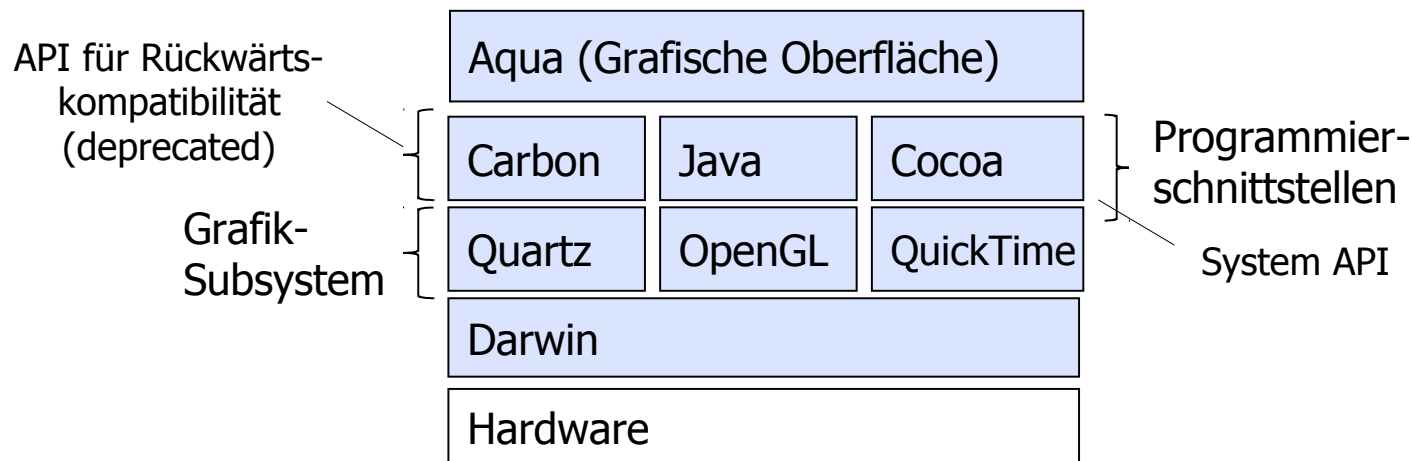 Aqua (Grafische Oberfläche)
API für Rückwärts-
kompatibilität
(deprecated)
Carbon
Java
Cocoa
Programmier-
schnittstellen
Grafik-
Subsystem
Quartz
OpenGL
QuickTime
System API
Darwin
Hardware